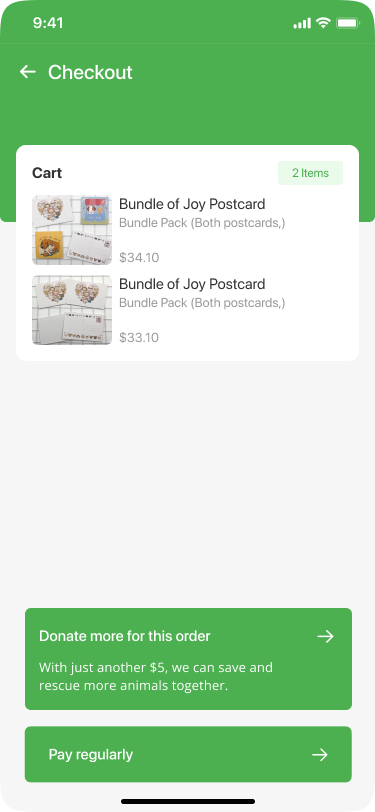 9:41
Checkout
Cart
2 Items
Bundle of Joy Postcard
Bundle Pack (Both postcards,)
$34.10
Bundle of Joy Postcard
Bundle Pack (Both postcards,)
$33.10
Donate more for this order
With just another $5, we can save and
rescue more animals together.
Pay regularly